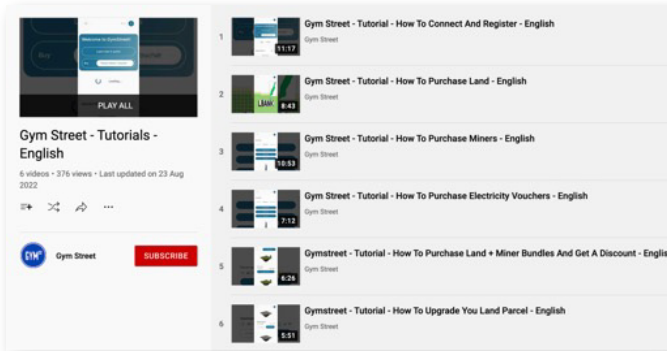 Welcome to GymStreet!
Buy
PLAY ALL
Gym Street - Tutorials -
English
6 videos • 376 views • Last updated on 23 Aug
2022
GYM
Gym Street
SUBSCRIBE
1
11:17
Gym Street - Tutorial - How To Connect And Register - English
Gym Street
2
8:43
Gym Street - Tutorial - How To Purchase Land - English
Gym Street
3
10:53
Gym Street - Tutorial - How To Purchase Miners - English
Gym Street
4
7:12
Gym Street - Tutorial - How To Purchase Electricity Vouchers - English
Gym Street
5
6:26
Gymstreet - Tutorial - How To Purchase Land + Miner Bundles And Get A Discount - Englis
Gym Street
6
5:51
Gymstreet - Tutorial - How To Upgrade You Land Parcel - English
Gym Street